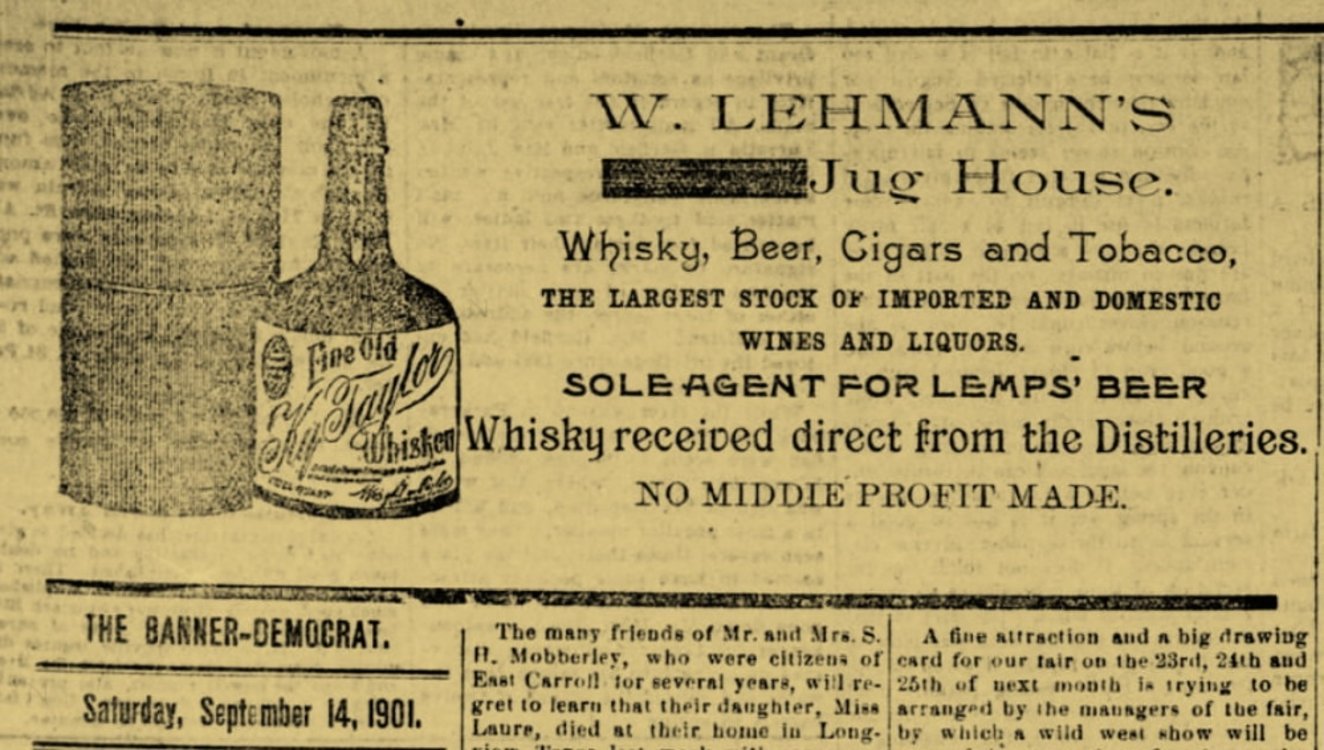 W. LEHMANN'S
Jug House.
Whisky, Beer, Cigars and Tobacco,
THE LARGEST STOCK OF IMPORTED AND DOMESTIC
WINES AND LIQUORS.
SOLE AGENT FOR LEMPS' BEER
Whisky received direct from the Distilleries.
NO MIDDIE PROFIT MADE.
Fine Old
Ky Taylor
Whiskey
THE BANNER-DEMOCRAT.
Saturday, September 14, 1901.
The many friends of Mr. and Mrs. S.
H. Mobberley, who were citizens of
East Carroll for several years, will re-
gret to learn that their daughter, Miss
Laure, died at their home in Long-
A fine attraction and a big drawing
card for our fair on the 23rd, 24th and
25th of next month is trying to be
arranged by the managers of the fair,
by which a wild west show will be